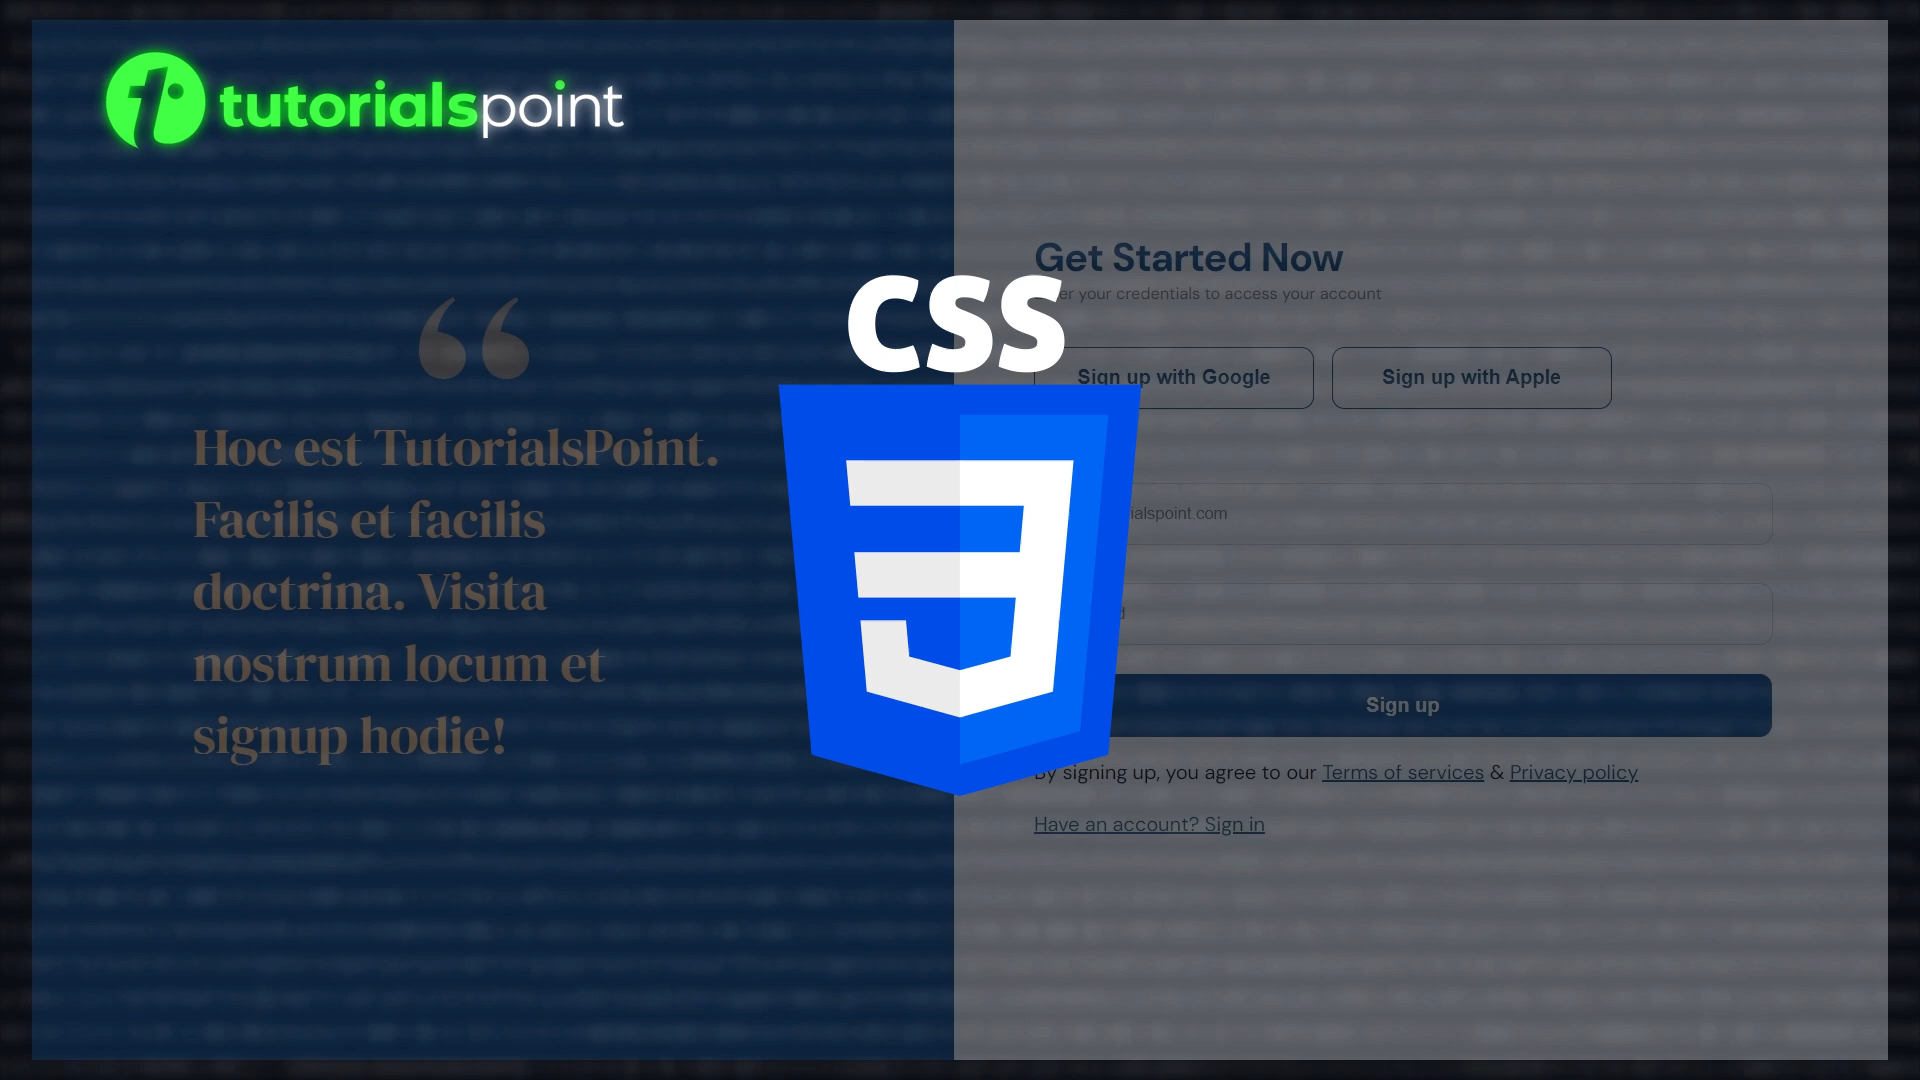 tutorialspoint
Hoc est TutorialsPoint.
Facilis et facilis
doctrina. Visita
nostrum locum et
signup hodie!
CSS
Get Started Now
your credentials to access your account
Sign up with Google
Sign up with Apple
Sign up
By signing up, you agree to our Terms of services & Privacy policy
Have an account? Sign in